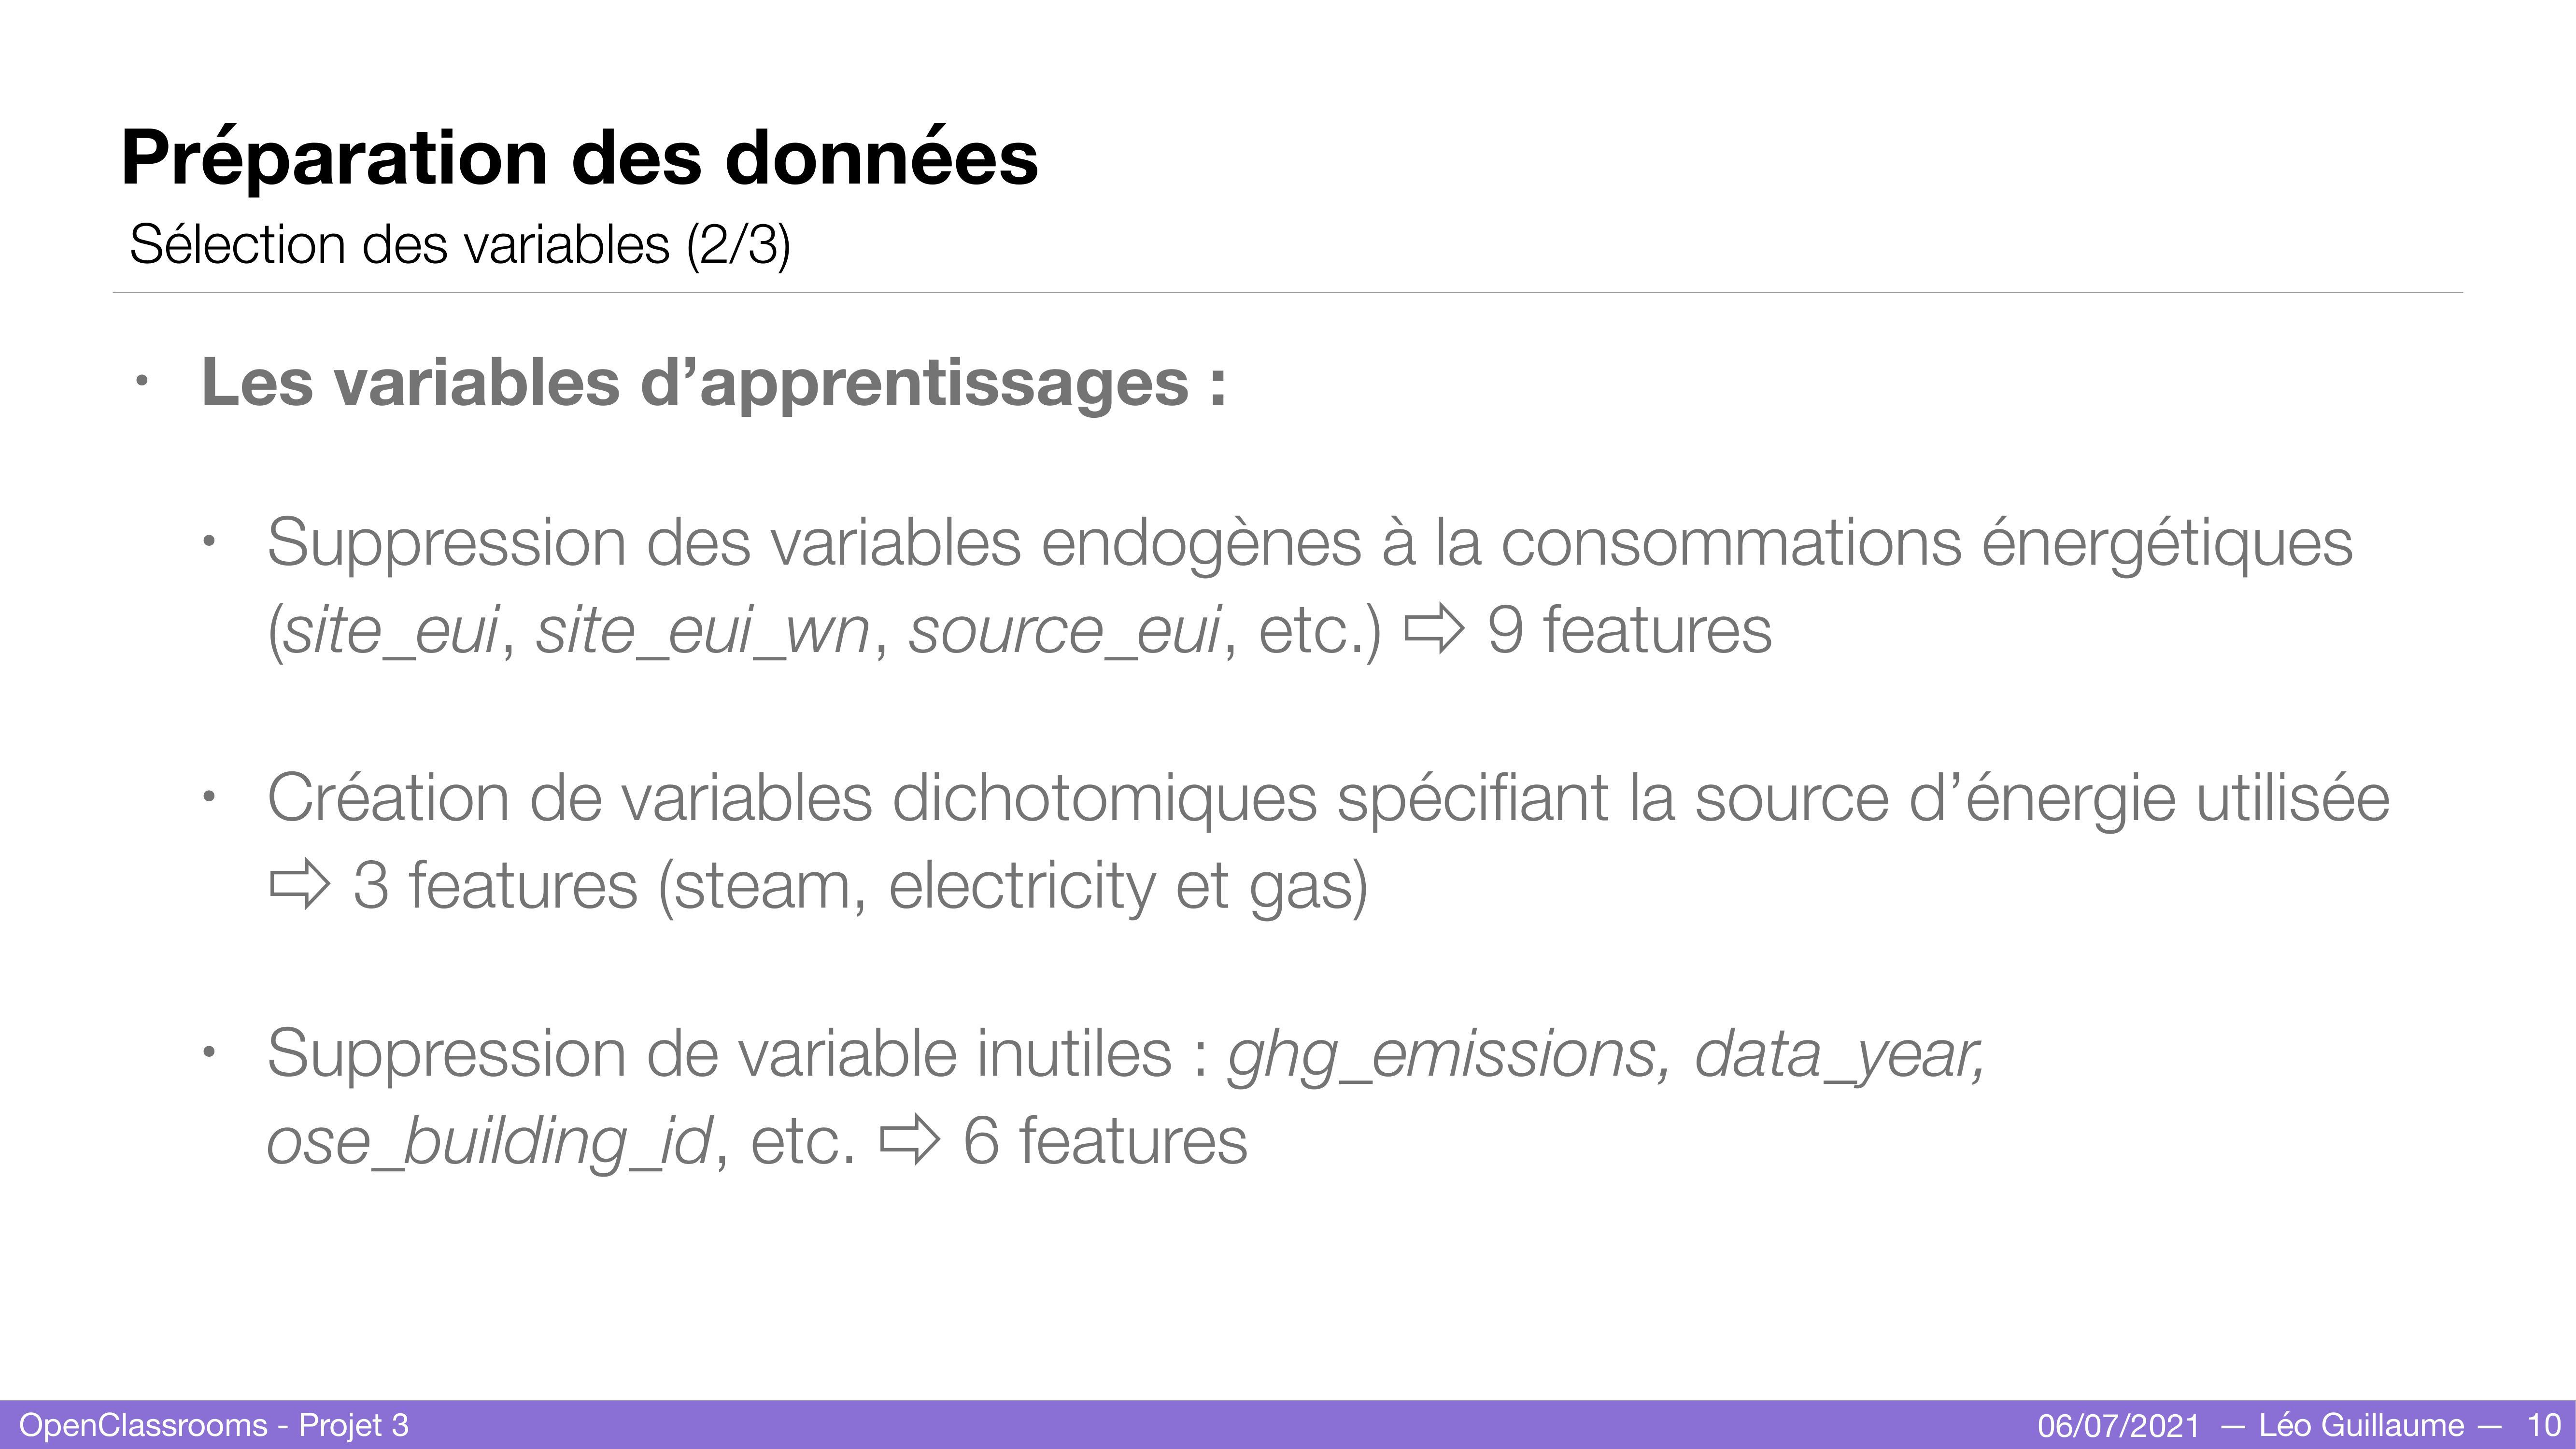 Préparation des données
Sélection des variables (2/3)
• Les variables d’apprentissages :
• Suppression des variables endogènes à la consommations énergétiques
(site_eui, site_eui_wn, source_eui, etc.) ⇨ 9 features
• Création de variables dichotomiques spécifiant la source d’énergie utilisée
⇨ 3 features (steam, electricity et gas)
• Suppression de variable inutiles : ghg_emissions, data_year,
ose_building_id, etc. ⇨ 6 features
OpenClassrooms - Projet 3
06/07/2021 — Léo Guillaume — 10